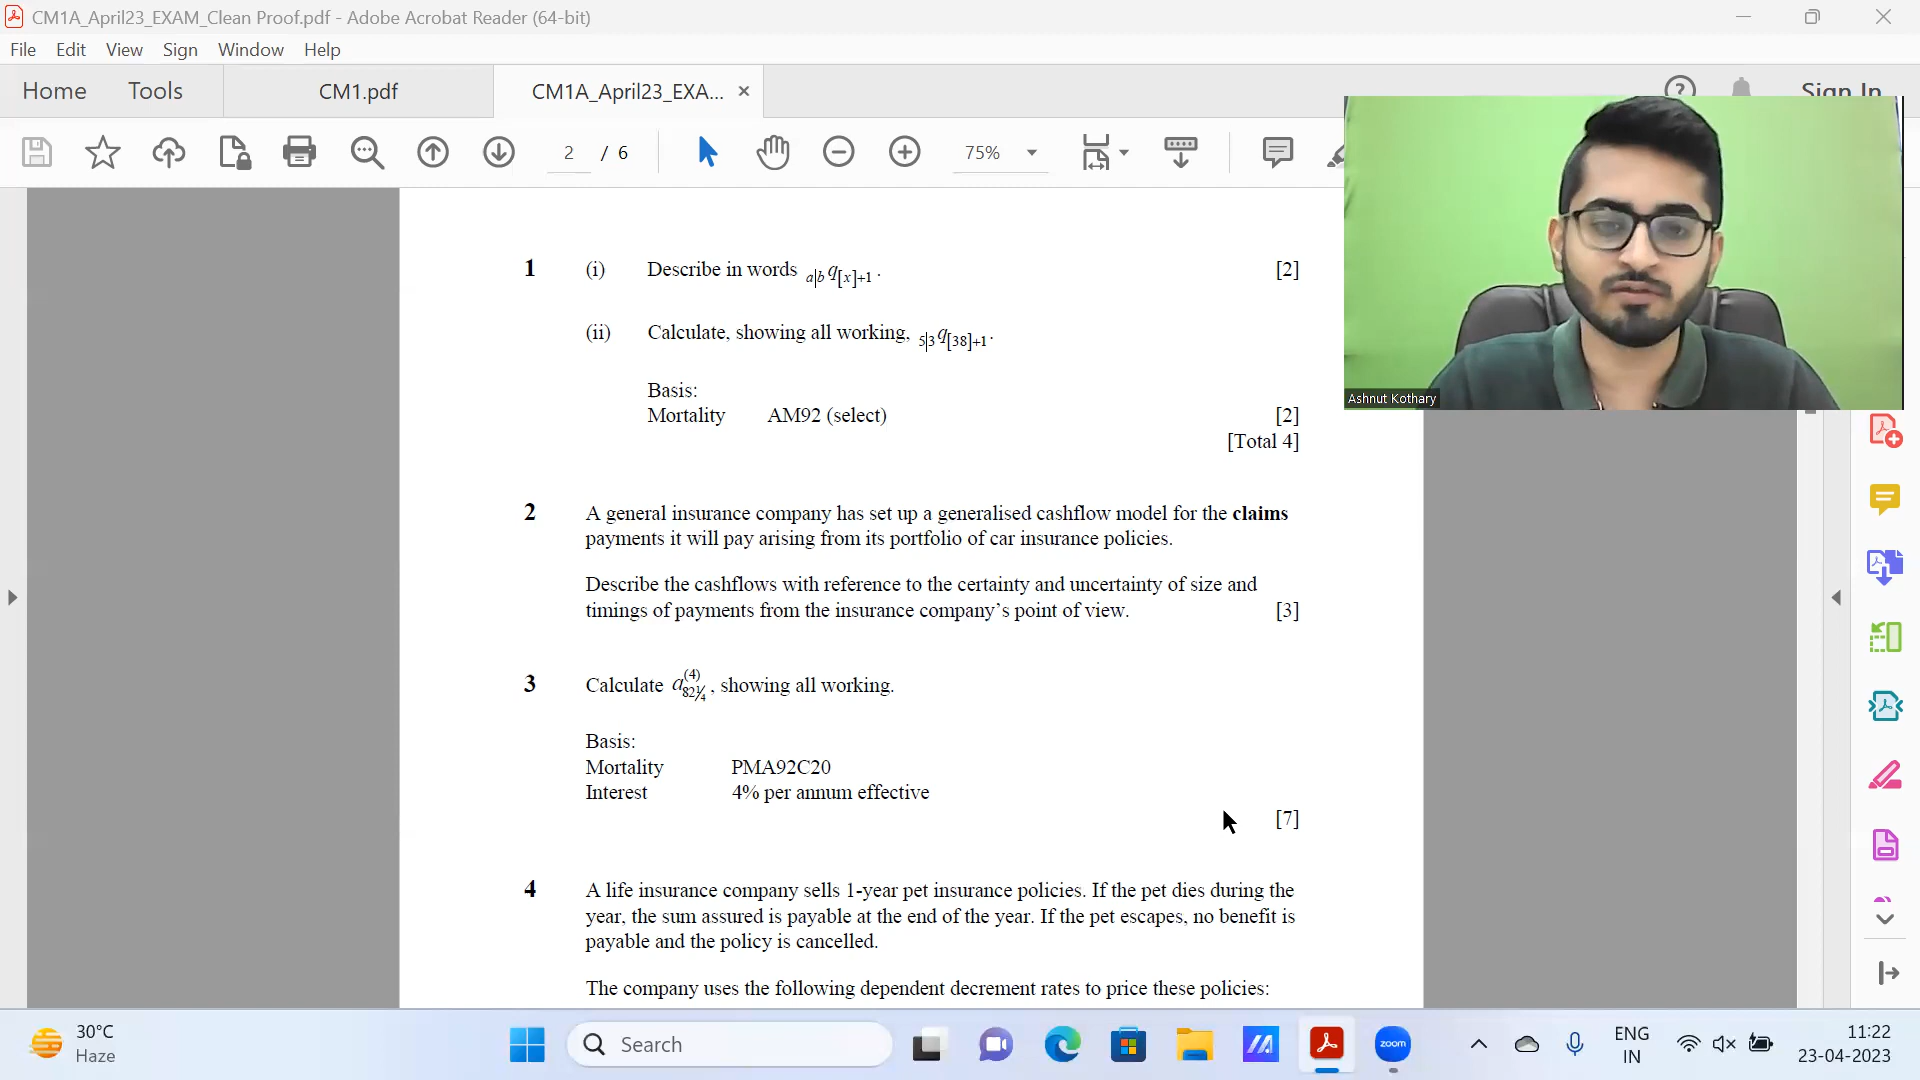 CM1A_April23_EXAM_Clean Proof.pdf - Adobe Acrobat Reader (64-bit)
File Edit View Sign Window Help
Home Tools CM1.pdf CM1A_April23_EXA... × Sign In
2 / 6 75%
1 (i) Describe in words a|b q[x]+1 . [2]
(ii) Calculate, showing all working, 5|3 q[38]+1 .
Basis:
Mortality AM92 (select) [2]
[Total 4]
Ashnut Kothary
2 A general insurance company has set up a generalised cashflow model for the claims
payments it will pay arising from its portfolio of car insurance policies.
Describe the cashflows with reference to the certainty and uncertainty of size and
timings of payments from the insurance company's point of view. [3]
3 Calculate a(4)82¼ , showing all working.
Basis:
Mortality PMA92C20
Interest 4% per annum effective
[7]
4 A life insurance company sells 1-year pet insurance policies. If the pet dies during the
year, the sum assured is payable at the end of the year. If the pet escapes, no benefit is
payable and the policy is cancelled.
The company uses the following dependent decrement rates to price these policies:
30°C
Haze
Search
zoom
ENG
IN
11:22
23-04-2023